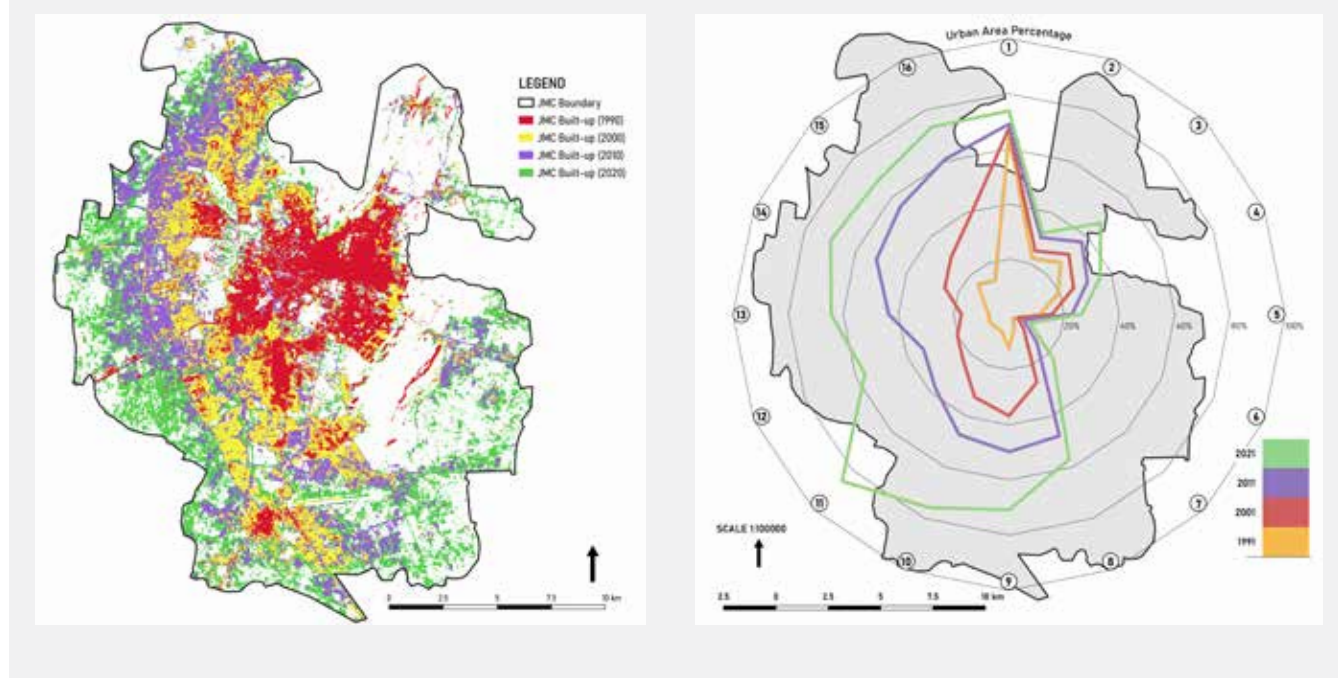 LEGEND
JMC Boundary
JMC Built-up (1990)
JMC Built-up (2000)
JMC Built-up (2010)
JMC Built-up (2020)
0 2.5 5 7.5 10 km
Urban Area Percentage
1
2
3
4
5
6
7
8
9
10
11
12
13
14
15
16
20% 40% 60% 80% 100%
2021
2011
2001
1991
SCALE 1:100000
2.5 0 2.5 5 7.5 10 km